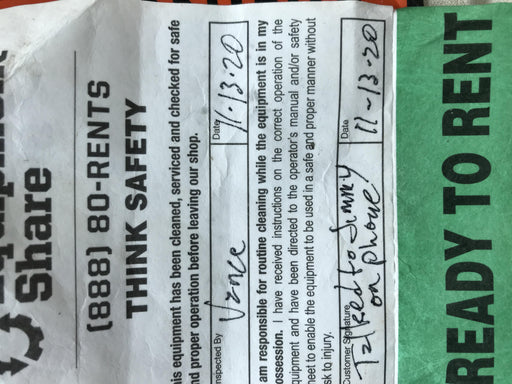 Share
(888) 80-RENTS
THINK SAFETY
his equipment has been cleaned, serviced and checked for safe
nd proper operation before leaving our shop.
Inspected By Vance Date 11-13-20
am responsible for routine cleaning while the equipment is in my
ossession. I have received instructions on the correct operation of the
quipment and have been directed to the operator's manual and/or safety
heet to enable the equipment to be used in a safe and proper manner without
sk to injury.
Customer Signature Talked to Jimmy on phone! Date 11-13-20
READY TO RENT